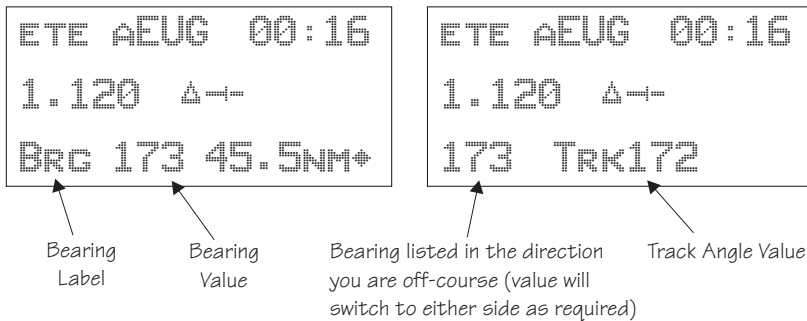 ETE AEUG 00:16
1.120
BRG 173 45.5NM
Bearing Label
Bearing Value
ETE AEUG 00:16
1.120
173 TRK172
Bearing listed in the direction
you are off-course (value will
switch to either side as required)
Track Angle Value